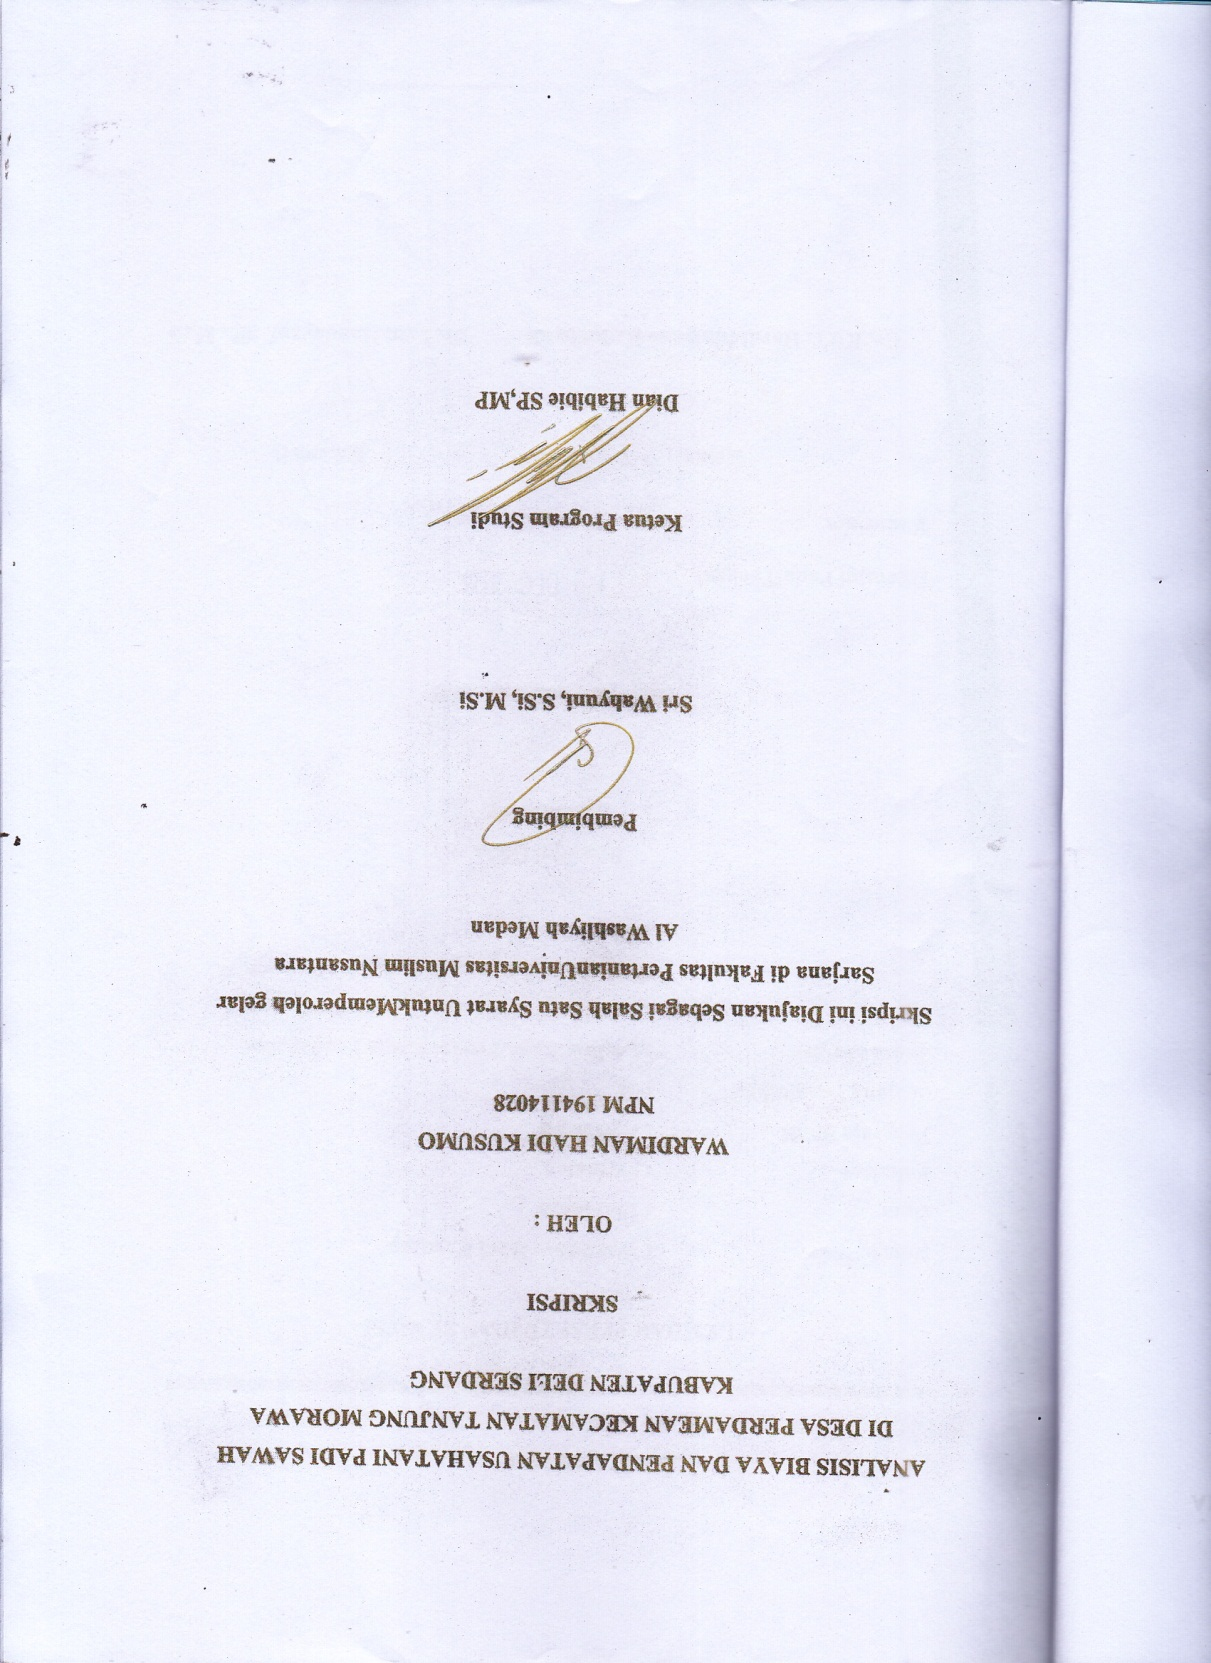 ANALISIS BIAYA DAN PENDAPATAN USAHATANI PADI SAWAH
DI DESA PERDAMEAN KECAMATAN TANJUNG MORAWA
KABUPATEN DELI SERDANG
SKRIPSI
OLEH :
WARDIMAN HADI KUSUMO
NPM 194114028
Skripsi ini Diajukan Sebagai Salah Satu Syarat UntukMemperoleh gelar
Sarjana di Fakultas PertanianUniversitas Muslim Nusantara
Al Washliyah Medan
Pembimbing
Sri Wahyuni, S.Si, M.Si
Ketua Program Studi
Dian Habibie SP,MP